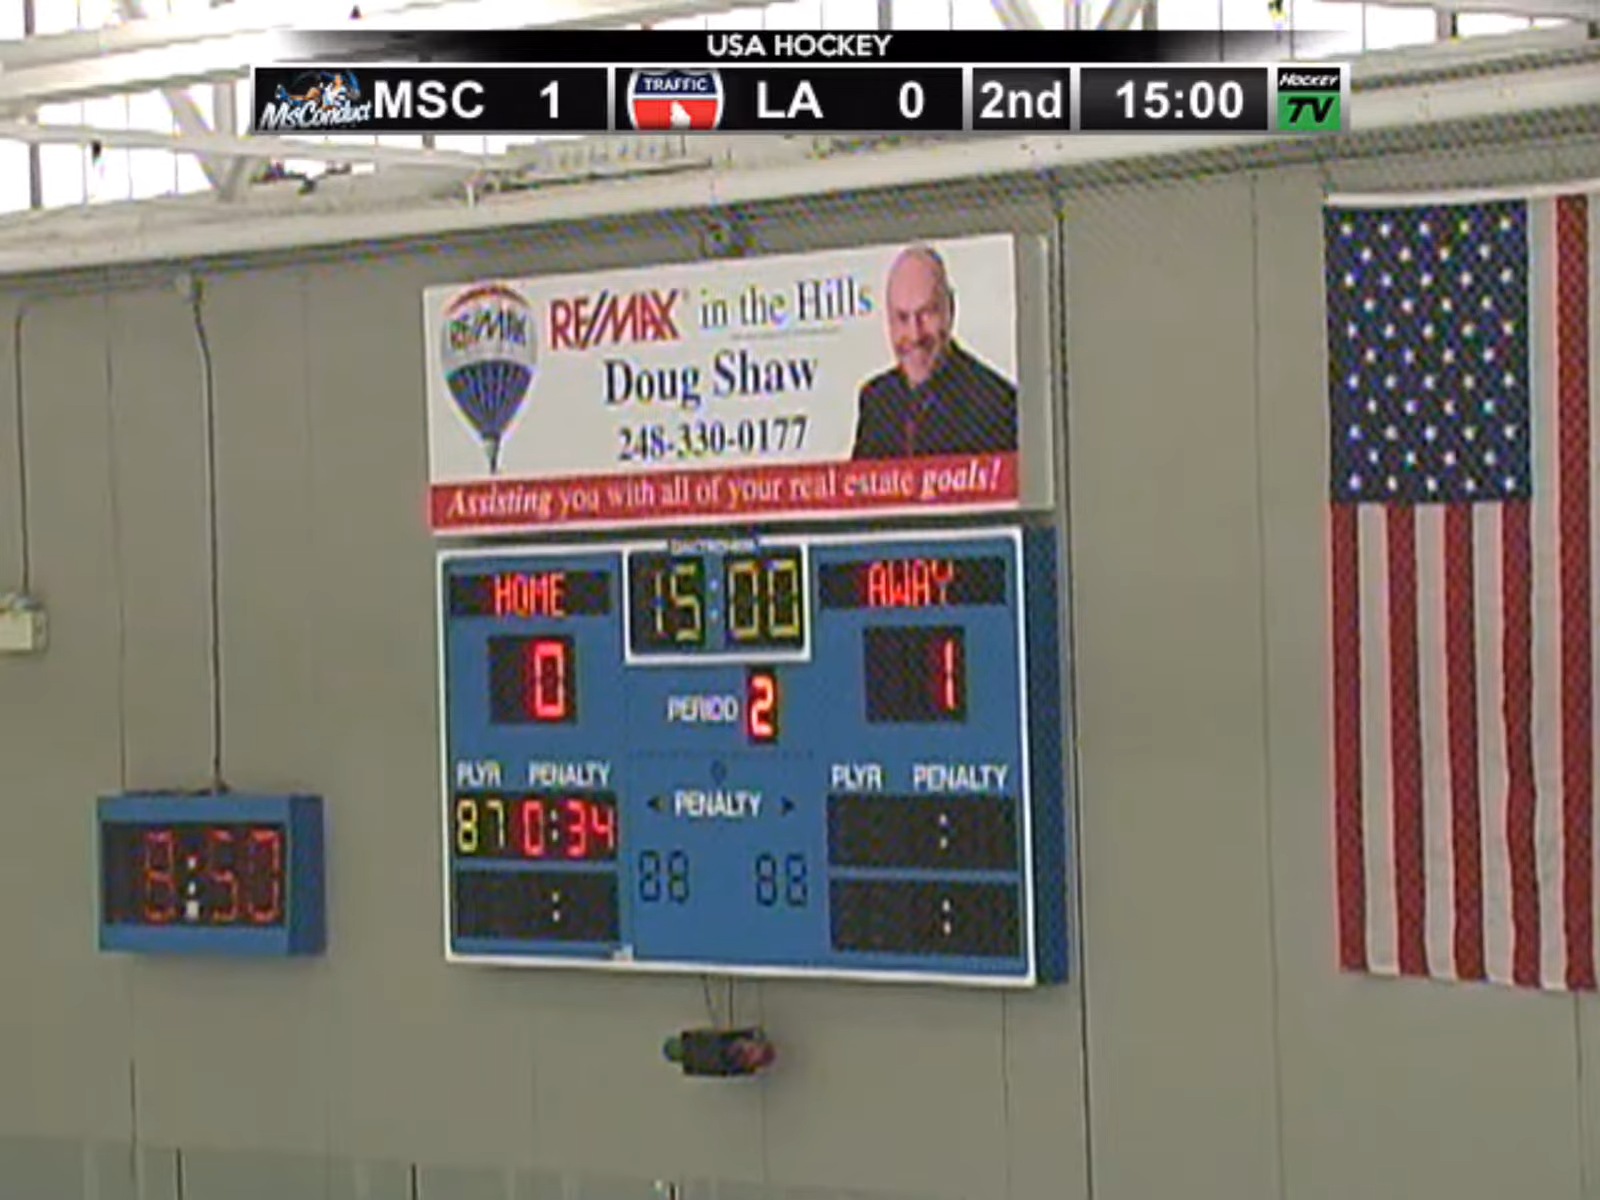 USA HOCKEY
MsConduct MSC 1 TRAFFIC LA 0 2nd 15:00 HOCKEY TV
RE/MAX RE/MAX in the Hills
Doug Shaw
248-330-0177
Assisting you with all of your real estate goals!
HOME 15:00 AWAY
0 PERIOD 2 1
PLYR PENALTY PLYR PENALTY
< PENALTY >
87 0:34 :
: 88 88 :
8:50